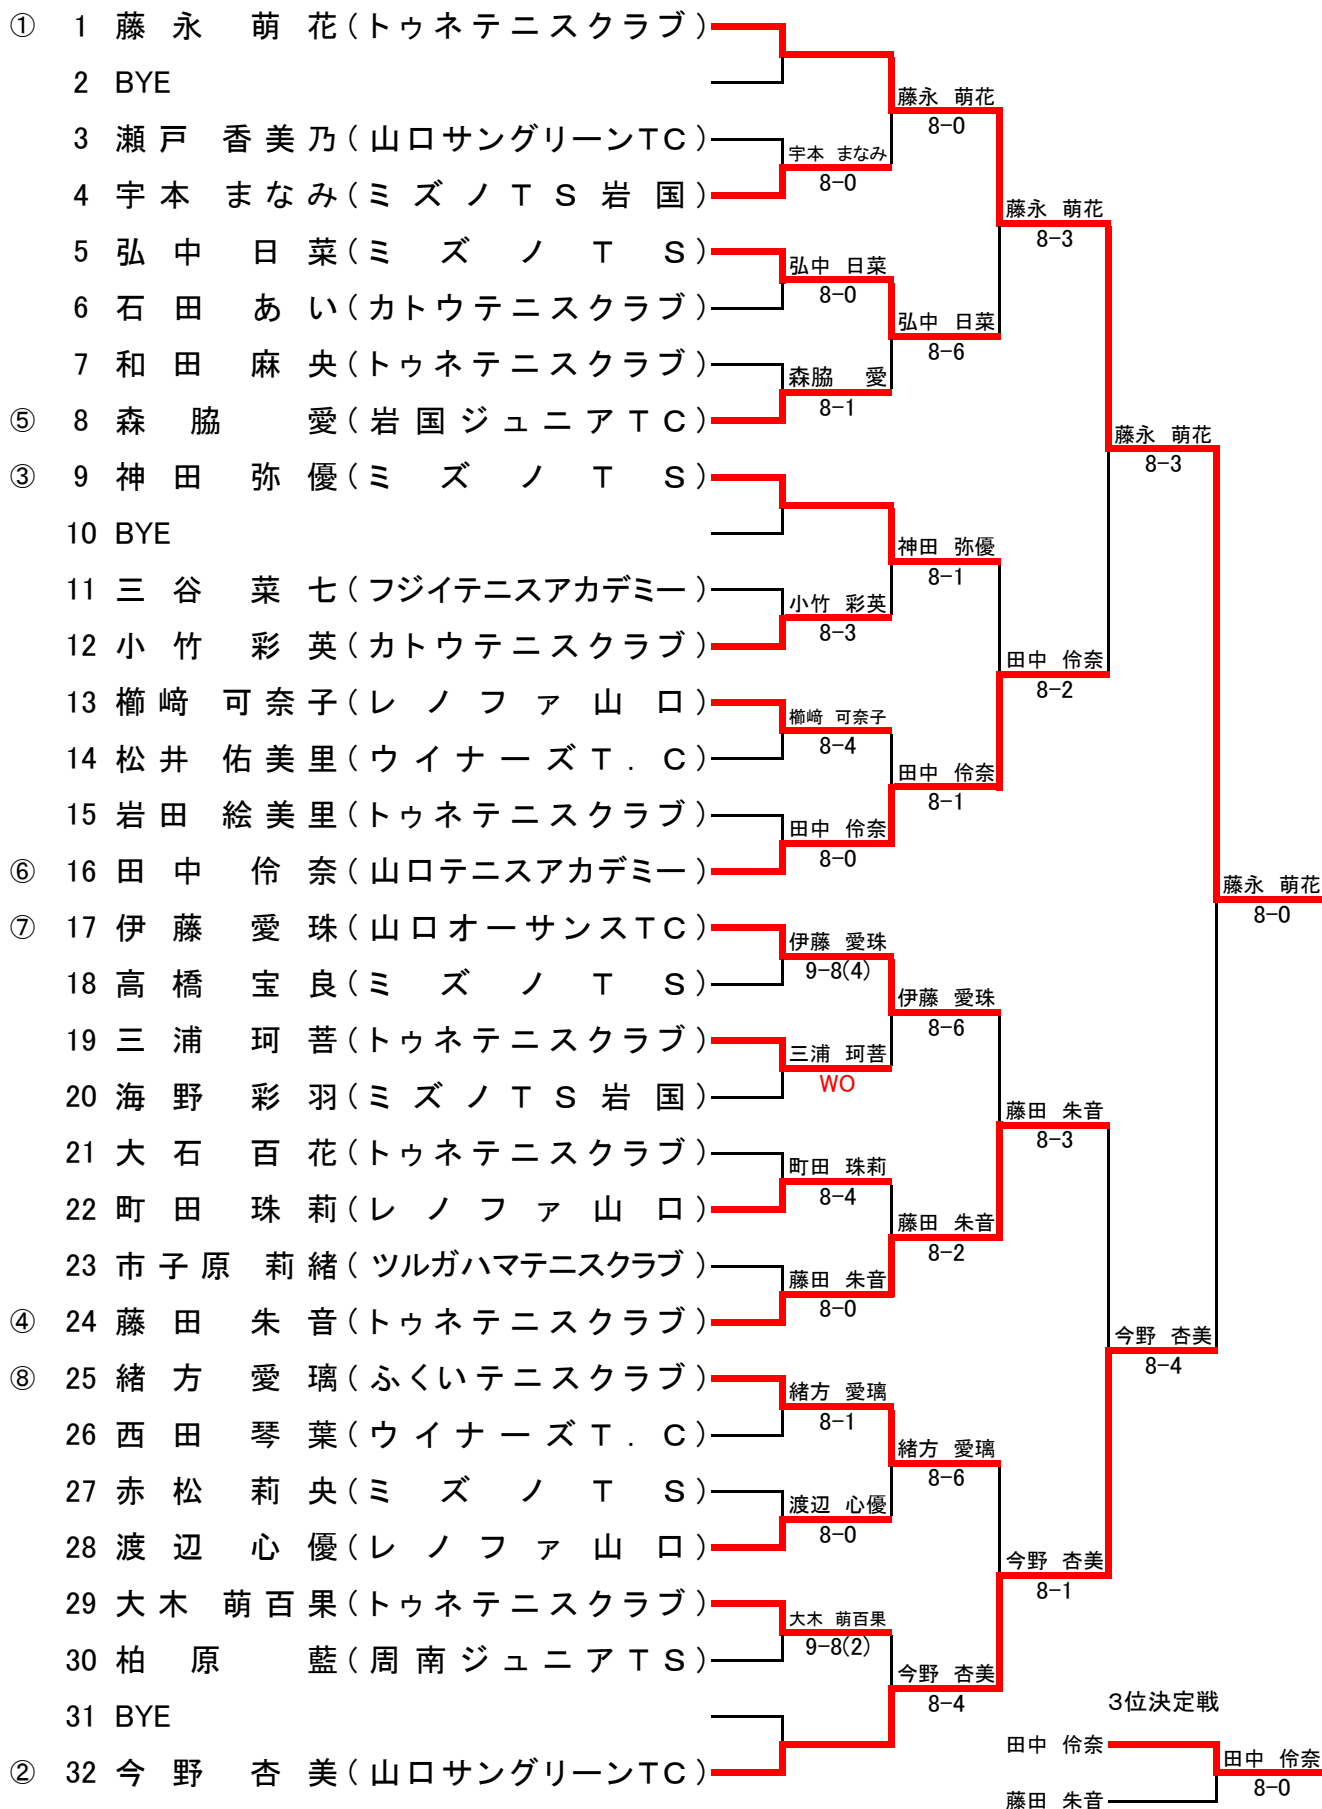 ① 1 藤永 萌花(トゥネテニスクラブ)
2 BYE
藤永 萌花
8-0
3 瀬戸 香美乃(山口サングリーンTC)
宇本 まなみ
8-0
4 宇本 まなみ(ミズノTS岩国)
藤永 萌花
8-3
5 弘中 日菜(ミズノTS)
弘中 日菜
8-0
6 石田 あい(カトウテニスクラブ)
弘中 日菜
8-6
7 和田 麻央(トゥネテニスクラブ)
森脇 愛
8-1
⑤ 8 森脇 愛(岩国ジュニアTC)
藤永 萌花
8-3
③ 9 神田 弥優(ミズノTS)
10 BYE
神田 弥優
8-1
11 三谷 菜七(フジイテニスアカデミー)
小竹 彩英
8-3
12 小竹 彩英(カトウテニスクラブ)
田中 伶奈
8-2
13 櫛﨑 可奈子(レノファ山口)
櫛﨑 可奈子
8-4
14 松井 佑美里(ウイナーズT.C)
田中 伶奈
8-1
15 岩田 絵美里(トゥネテニスクラブ)
田中 伶奈
8-0
⑥ 16 田中 伶奈(山口テニスアカデミー)
藤永 萌花
8-0
⑦ 17 伊藤 愛珠(山口オーサンスTC)
伊藤 愛珠
9-8(4)
18 高橋 宝良(ミズノTS)
伊藤 愛珠
8-6
19 三浦 珂菩(トゥネテニスクラブ)
三浦 珂菩
WO
20 海野 彩羽(ミズノTS岩国)
藤田 朱音
8-3
21 大石 百花(トゥネテニスクラブ)
町田 珠莉
8-4
22 町田 珠莉(レノファ山口)
藤田 朱音
8-2
23 市子原 莉緒(ツルガハマテニスクラブ)
藤田 朱音
8-0
④ 24 藤田 朱音(トゥネテニスクラブ)
今野 杏美
8-4
⑧ 25 緒方 愛璃(ふくいテニスクラブ)
緒方 愛璃
8-1
26 西田 琴葉(ウイナーズT.C)
緒方 愛璃
8-6
27 赤松 莉央(ミズノTS)
渡辺 心優
8-0
28 渡辺 心優(レノファ山口)
今野 杏美
8-1
29 大木 萌百果(トゥネテニスクラブ)
大木 萌百果
9-8(2)
30 柏原 藍(周南ジュニアTS)
今野 杏美
8-4
31 BYE
② 32 今野 杏美(山口サングリーンTC)
3位決定戦
田中 伶奈
田中 伶奈
8-0
藤田 朱音